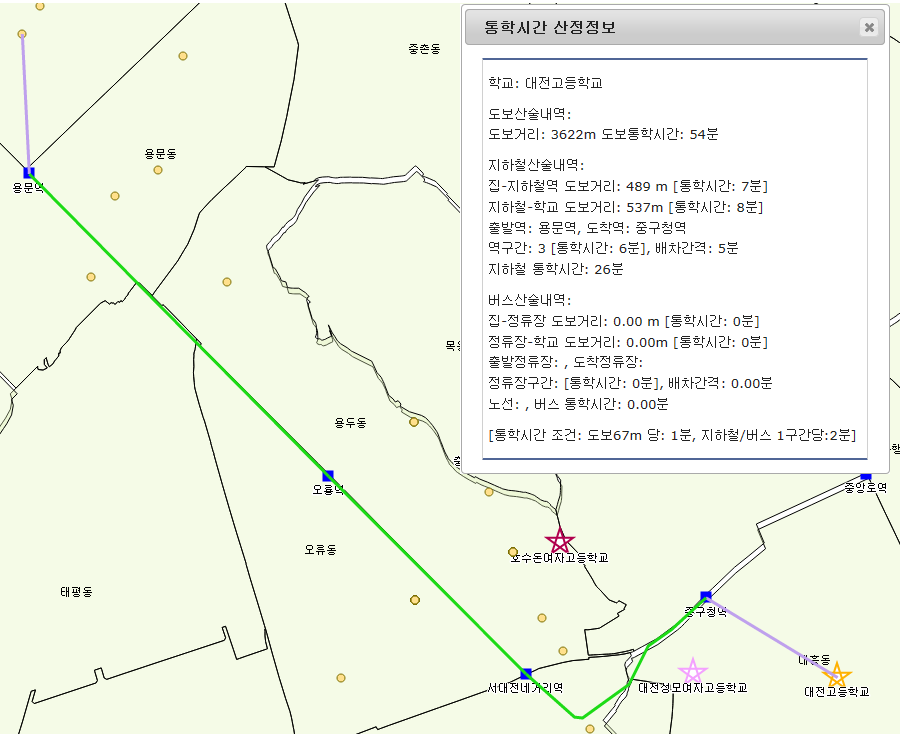 통학시간 산정정보
학교: 대전고등학교
도보산술내역:
도보거리: 3622m 도보통학시간: 54분
지하철산술내역:
집-지하철역 도보거리: 489 m [통학시간: 7분]
지하철-학교 도보거리: 537m [통학시간: 8분]
출발역: 용문역, 도착역: 중구청역
역구간: 3 [통학시간: 6분], 배차간격: 5분
지하철 통학시간: 26분
버스산술내역:
집-정류장 도보거리: 0.00 m [통학시간: 0분]
정류장-학교 도보거리: 0.00m [통학시간: 0분]
출발정류장: , 도착정류장:
정류장구간: [통학시간: 0분], 배차간격: 0.00분
노선: , 버스 통학시간: 0.00분
[통학시간 조건: 도보67m 당: 1분, 지하철/버스 1구간당:2분]
중촌동
용문동
용문역
용두동
오룡역
중앙로역
오류동
호수돈여자고등학교
태평동
중구청역
대흥동
서대전네거리역
대전성모여자고등학교
대전고등학교